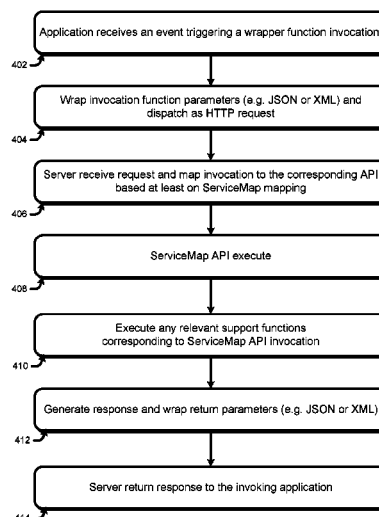 Application receives an event triggering a wrapper function invocation
402
Wrap invocation function parameters (e.g. JSON or XML) and
dispatch as HTTP request
404
Server receive request and map invocation to the corresponding API
based at least on ServiceMap mapping
406
ServiceMap API execute
408
Execute any relevant support functions
corresponding to ServiceMap API invocation
410
Generate response and wrap return parameters (e.g. JSON or XML)
412
Server return response to the invoking application